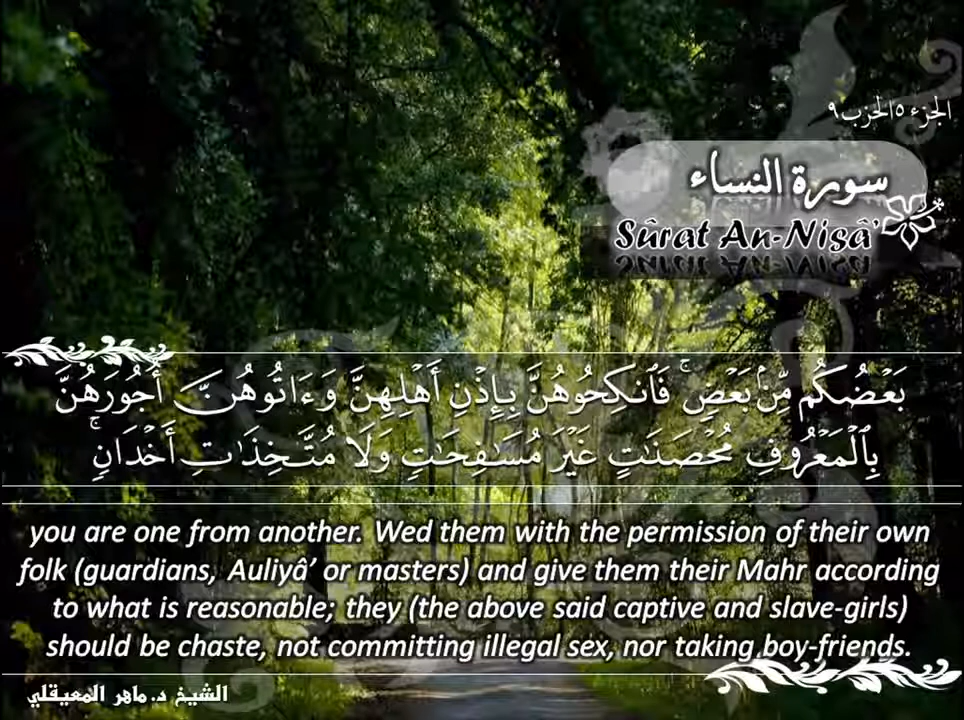 الجزء ٥ الحزب ٩
سورة النساء
Sûrat An-Nisâ’
بَعْضُكُم مِّنۢ بَعْضٍ ۚ فَٱنكِحُوهُنَّ بِإِذْنِ أَهْلِهِنَّ وَءَاتُوهُنَّ أُجُورَهُنَّ
بِٱلْمَعْرُوفِ مُحْصَنَـٰتٍ غَيْرَ مُسَـٰفِحَـٰتٍ وَلَا مُتَّخِذَٰتِ أَخْدَانٍ ۚ
you are one from another. Wed them with the permission of their own
folk (guardians, Auliyâ’ or masters) and give them their Mahr according
to what is reasonable; they (the above said captive and slave-girls)
should be chaste, not committing illegal sex, nor taking boy-friends.
الشيخ د. ماهر المعيقلي